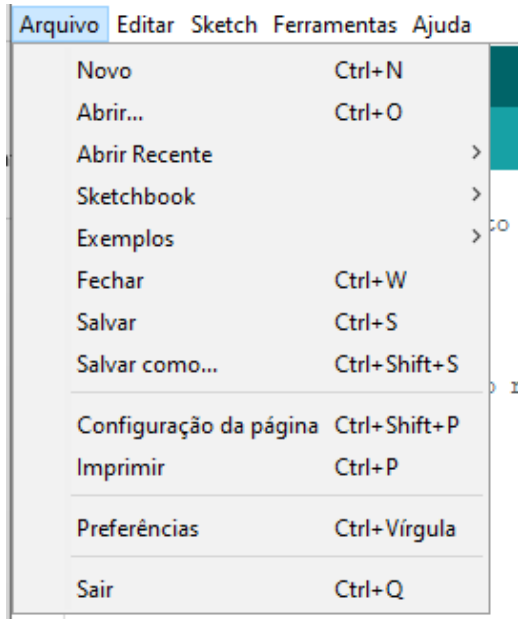 Arquivo Editar Sketch Ferramentas Ajuda
Novo Ctrl+N
Abrir... Ctrl+O
Abrir Recente
Sketchbook
Exemplos
Fechar Ctrl+W
Salvar Ctrl+S
Salvar como... Ctrl+Shift+S
Configuração da página Ctrl+Shift+P
Imprimir Ctrl+P
Preferências Ctrl+Vírgula
Sair Ctrl+Q